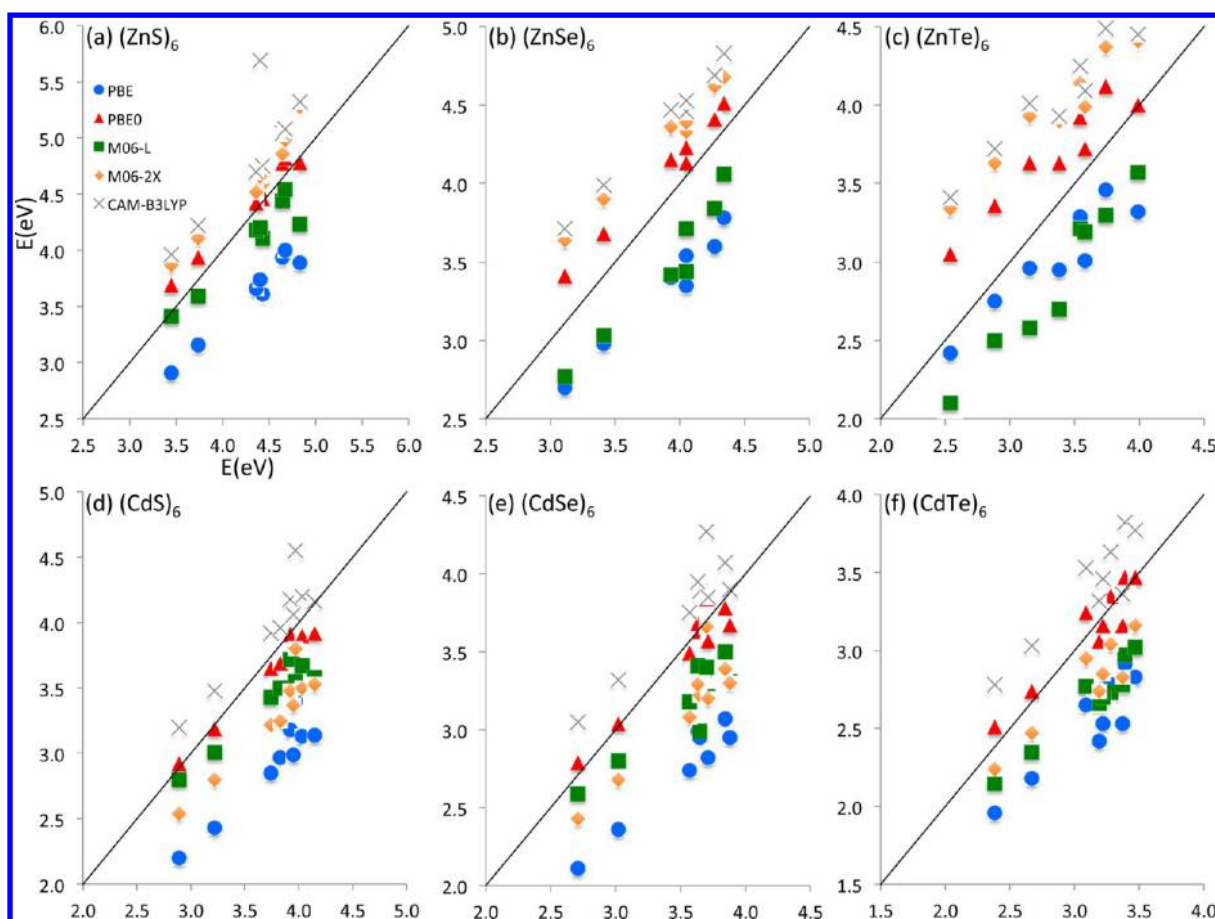 6.0
5.5
5.0
4.5
4.0
3.5
3.0
2.5
E(eV)
(a) (ZnS)6
PBE
PBE0
M06-L
M06-2X
CAM-B3LYP
2.5 3.0 3.5 4.0 4.5 5.0 5.5 6.0
E(eV)
5.0
4.5
4.0
3.5
3.0
2.5
(b) (ZnSe)6
2.5 3.0 3.5 4.0 4.5 5.0
4.5
4.0
3.5
3.0
2.5
2.0
(c) (ZnTe)6
2.0 2.5 3.0 3.5 4.0 4.5
5.0
4.5
4.0
3.5
3.0
2.5
2.0
(d) (CdS)6
2.0 2.5 3.0 3.5 4.0 4.5 5.0
4.5
4.0
3.5
3.0
2.5
2.0
(e) (CdSe)6
2.0 2.5 3.0 3.5 4.0 4.5
4.0
3.5
3.0
2.5
2.0
1.5
(f) (CdTe)6
1.5 2.0 2.5 3.0 3.5 4.0